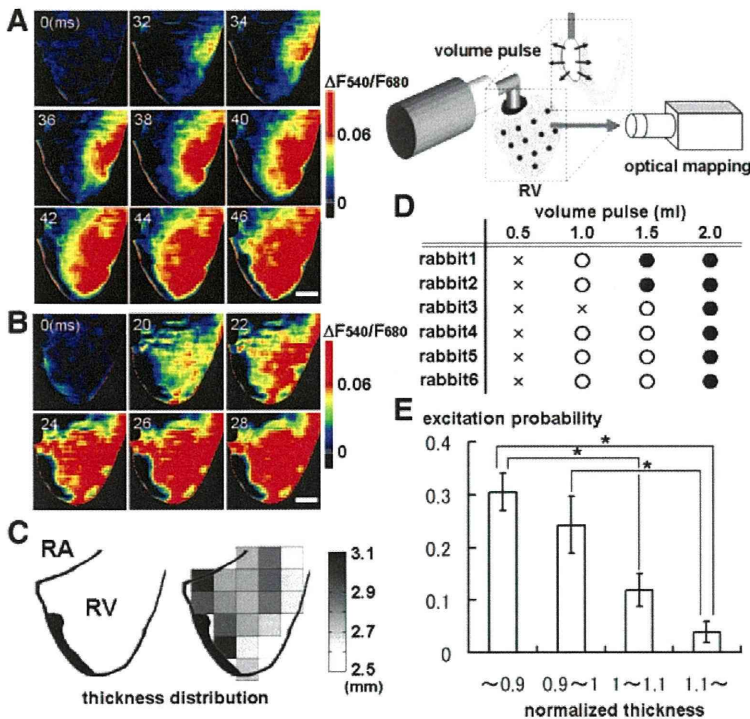 A
0(ms) 32 34
36 38 40
42 44 46
ΔF540/F680
0.06
0
volume pulse
RV
optical mapping
B
0(ms) 20 22
24 26 28
ΔF540/F680
0.06
0
C
RA
RV
3.1
2.9
2.7
2.5
(mm)
thickness distribution
D
volume pulse (ml)
0.5 1.0 1.5 2.0
rabbit1 × ○ ● ●
rabbit2 × ○ ● ●
rabbit3 × × ○ ●
rabbit4 × ○ ○ ●
rabbit5 × ○ ○ ●
rabbit6 × ○ ○ ●
E
excitation probability
0.4
0.3
0.2
0.1
0
*
*
*
~0.9 0.9~1 1~1.1 1.1~
normalized thickness